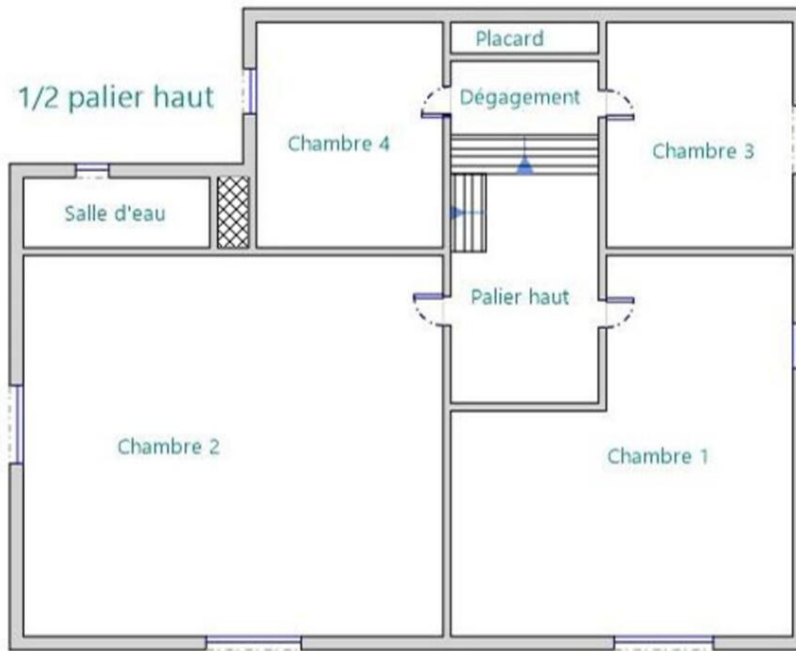 Placard
1/2 palier haut
Dégagement
Chambre 4
Chambre 3
Salle d'eau
Palier haut
Chambre 2
Chambre 1